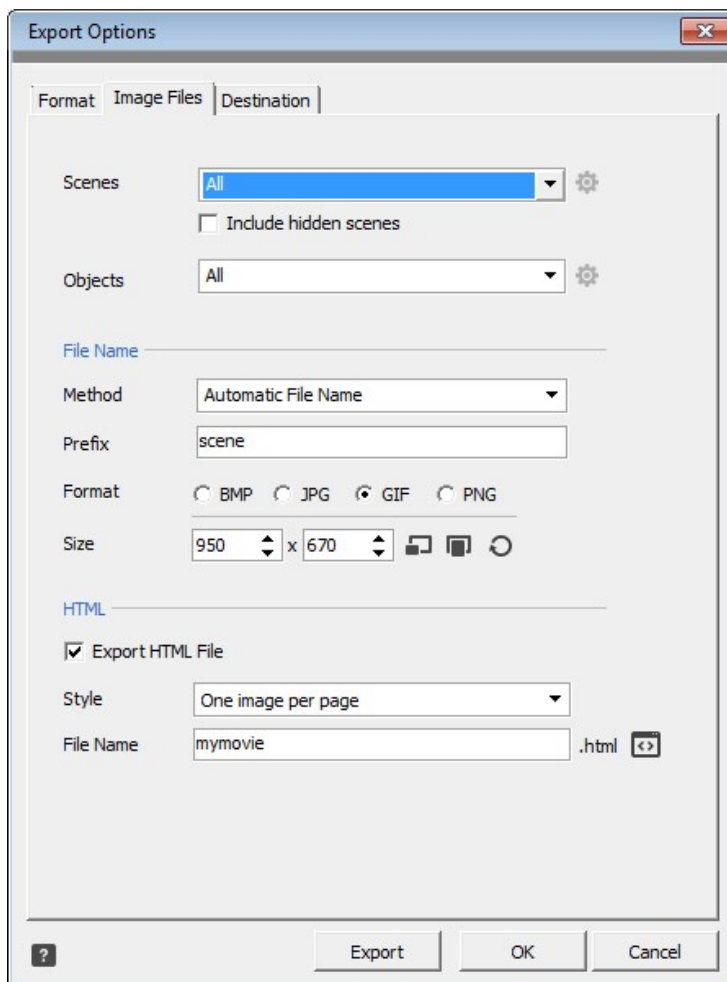 Export Options
Format Image Files Destination
Scenes All
Include hidden scenes
Objects All
File Name
Method Automatic File Name
Prefix scene
Format BMP JPG GIF PNG
Size 950 x 670
HTML
Export HTML File
Style One image per page
File Name mymovie .html
? Export OK Cancel